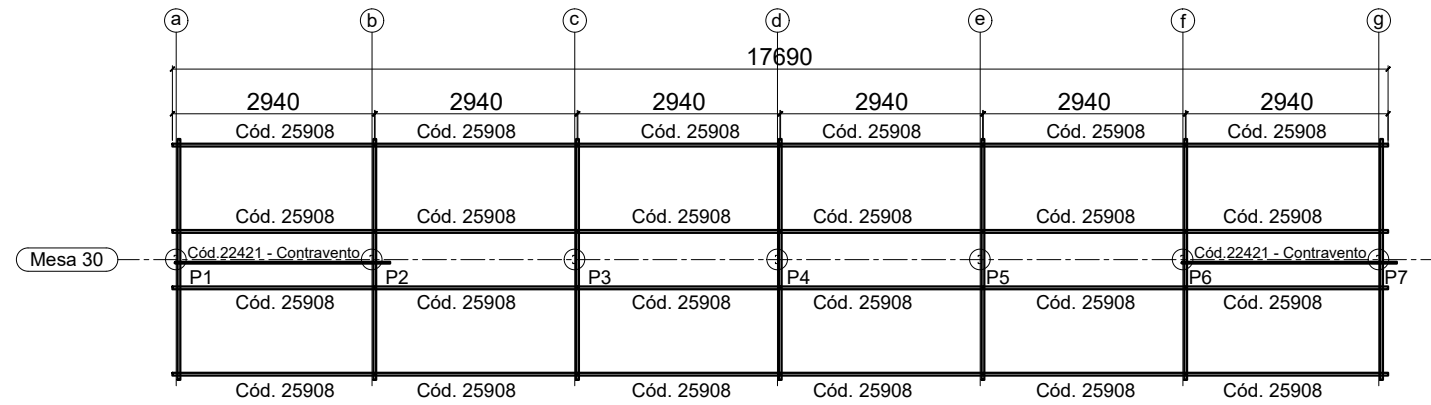 a b c d e f g
17690
2940 2940 2940 2940 2940 2940
Cód. 25908 Cód. 25908 Cód. 25908 Cód. 25908 Cód. 25908 Cód. 25908
Cód. 25908 Cód. 25908 Cód. 25908 Cód. 25908 Cód. 25908 Cód. 25908
Cód.22421 - Contravento Cód.22421 - Contravento
Mesa 30
P1 P2 P3 P4 P5 P6 P7
Cód. 25908 Cód. 25908 Cód. 25908 Cód. 25908 Cód. 25908 Cód. 25908
Cód. 25908 Cód. 25908 Cód. 25908 Cód. 25908 Cód. 25908 Cód. 25908